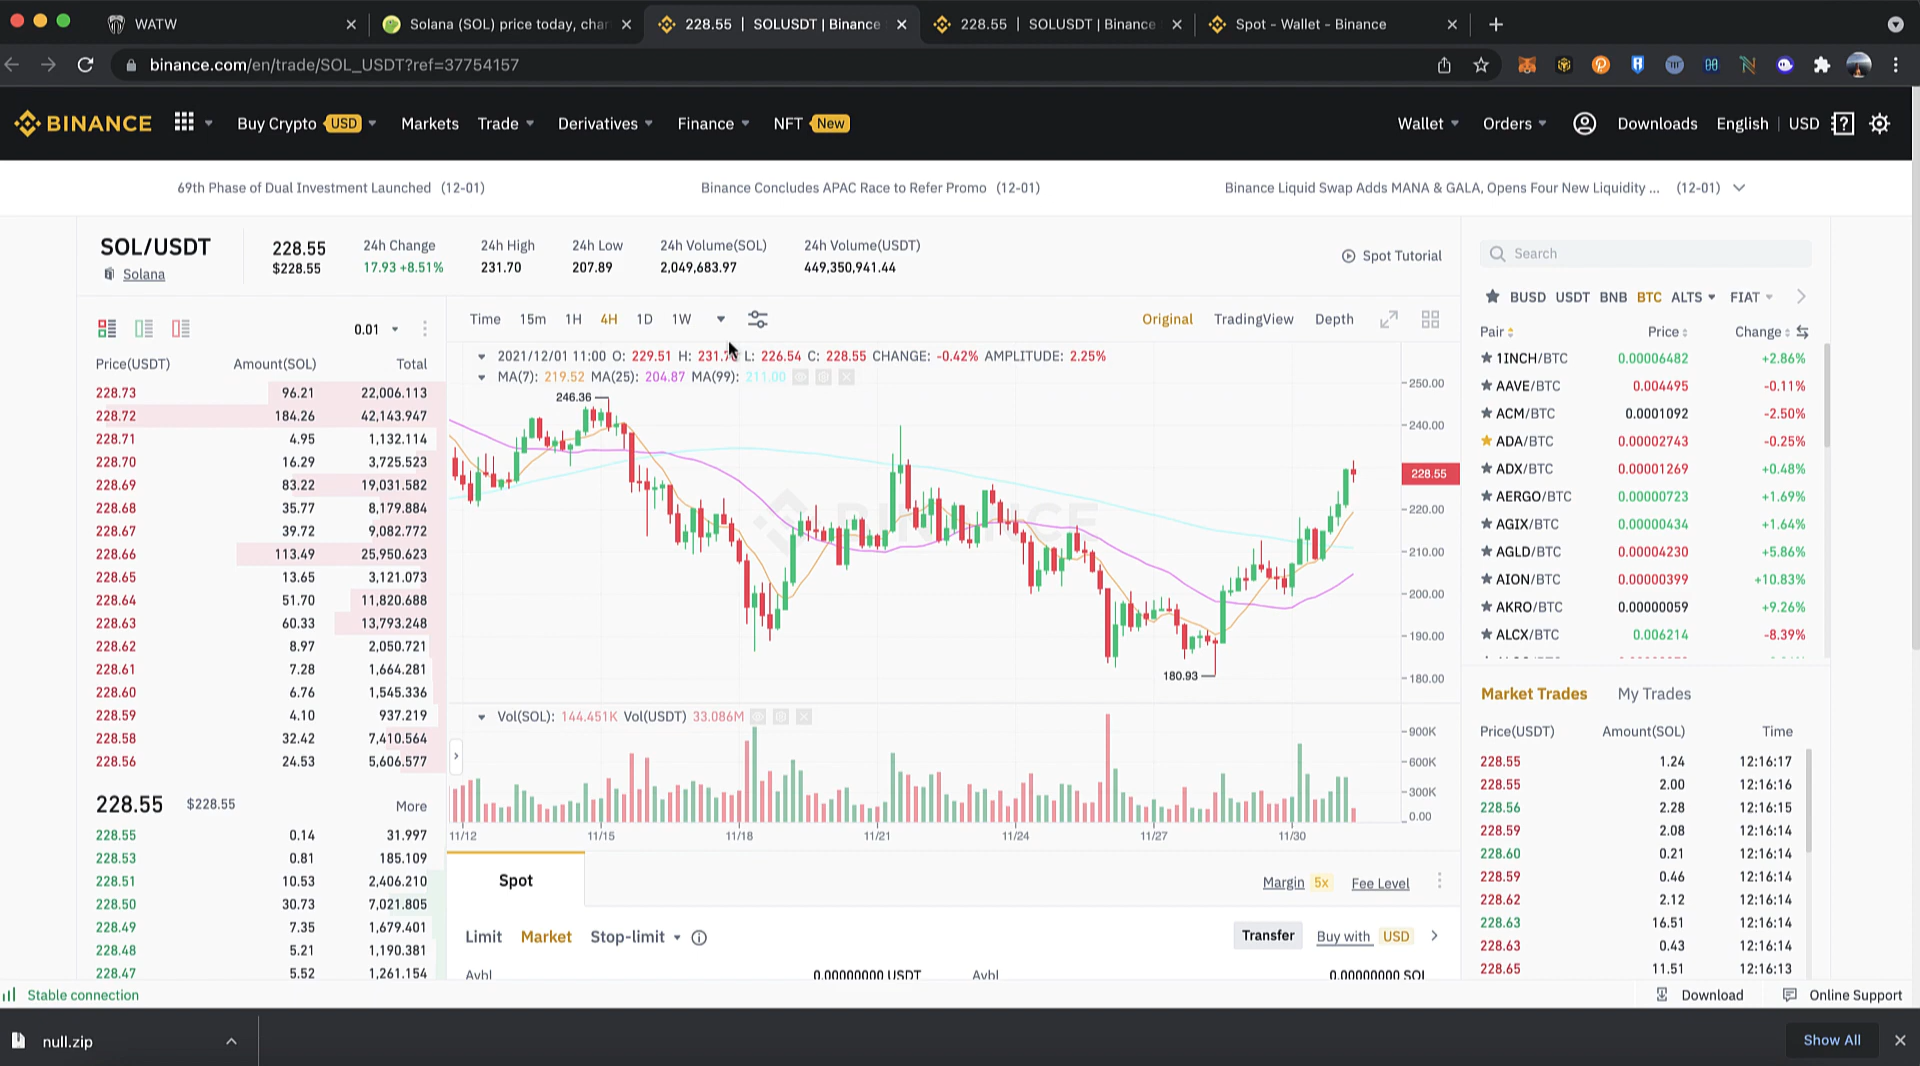 WATW
Solana (SOL) price today, char
228.55 | SOLUSDT | Binance
228.55 | SOLUSDT | Binance
Spot - Wallet - Binance
binance.com/en/trade/SOL_USDT?ref=37754157
BINANCE
Buy Crypto USD
Markets
Trade
Derivatives
Finance
NFT New
Wallet
Orders
Downloads
English
USD
69th Phase of Dual Investment Launched (12-01)
Binance Concludes APAC Race to Refer Promo (12-01)
Binance Liquid Swap Adds MANA & GALA, Opens Four New Liquidity ... (12-01)
SOL/USDT
Solana
228.55
$228.55
24h Change
17.93 +8.51%
24h High
231.70
24h Low
207.89
24h Volume(SOL)
2,049,683.97
24h Volume(USDT)
449,350,941.44
Spot Tutorial
0.01
Price(USDT) Amount(SOL) Total
228.73 96.21 22,006.113
228.72 184.26 42,143.947
228.71 4.95 1,132.114
228.70 16.29 3,725.523
228.69 83.22 19,031.582
228.68 35.77 8,179.884
228.67 39.72 9,082.772
228.66 113.49 25,950.623
228.65 13.65 3,121.073
228.64 51.70 11,820.688
228.63 60.33 13,793.248
228.62 8.97 2,050.721
228.61 7.28 1,664.281
228.60 6.76 1,545.336
228.59 4.10 937.219
228.58 32.42 7,410.564
228.56 24.53 5,606.577
228.55 $228.55 More
228.55 0.14 31.997
228.53 0.81 185.109
228.51 10.53 2,406.210
228.50 30.73 7,021.805
228.49 7.35 1,679.401
228.48 5.21 1,190.381
228.47 5.52 1,261.154
Time 15m 1H 4H 1D 1W
Original TradingView Depth
2021/12/01 11:00 O: 229.51 H: 231.70 L: 226.54 C: 228.55 CHANGE: -0.42% AMPLITUDE: 2.25%
MA(7): 219.52 MA(25): 204.87 MA(99): 211.00
246.36
180.93
BINANCE
250.00
240.00
228.55
220.00
210.00
200.00
190.00
180.00
Vol(SOL): 144.451K Vol(USDT) 33.086M
900K
600K
300K
0.00
11/12 11/15 11/18 11/21 11/24 11/27 11/30
Spot
Margin 5x Fee Level
Limit Market Stop-limit
Transfer Buy with USD
Avbl 0.00000000 USDT
Avbl 0.00000000 SOL
Search
BUSD USDT BNB BTC ALTS FIAT
Pair Price Change
1INCH/BTC 0.00006482 +2.86%
AAVE/BTC 0.004495 -0.11%
ACM/BTC 0.0001092 -2.50%
ADA/BTC 0.00002743 -0.25%
ADX/BTC 0.00001269 +0.48%
AERGO/BTC 0.00000723 +1.69%
AGIX/BTC 0.00000434 +1.64%
AGLD/BTC 0.00004230 +5.86%
AION/BTC 0.00000399 +10.83%
AKRO/BTC 0.00000059 +9.26%
ALCX/BTC 0.006214 -8.39%
Market Trades My Trades
Price(USDT) Amount(SOL) Time
228.55 1.24 12:16:17
228.55 2.00 12:16:16
228.56 2.28 12:16:15
228.59 2.08 12:16:14
228.60 0.21 12:16:14
228.59 0.46 12:16:14
228.62 2.12 12:16:14
228.63 16.51 12:16:14
228.63 0.43 12:16:14
228.65 11.51 12:16:13
Stable connection
Download
Online Support
null.zip
Show All